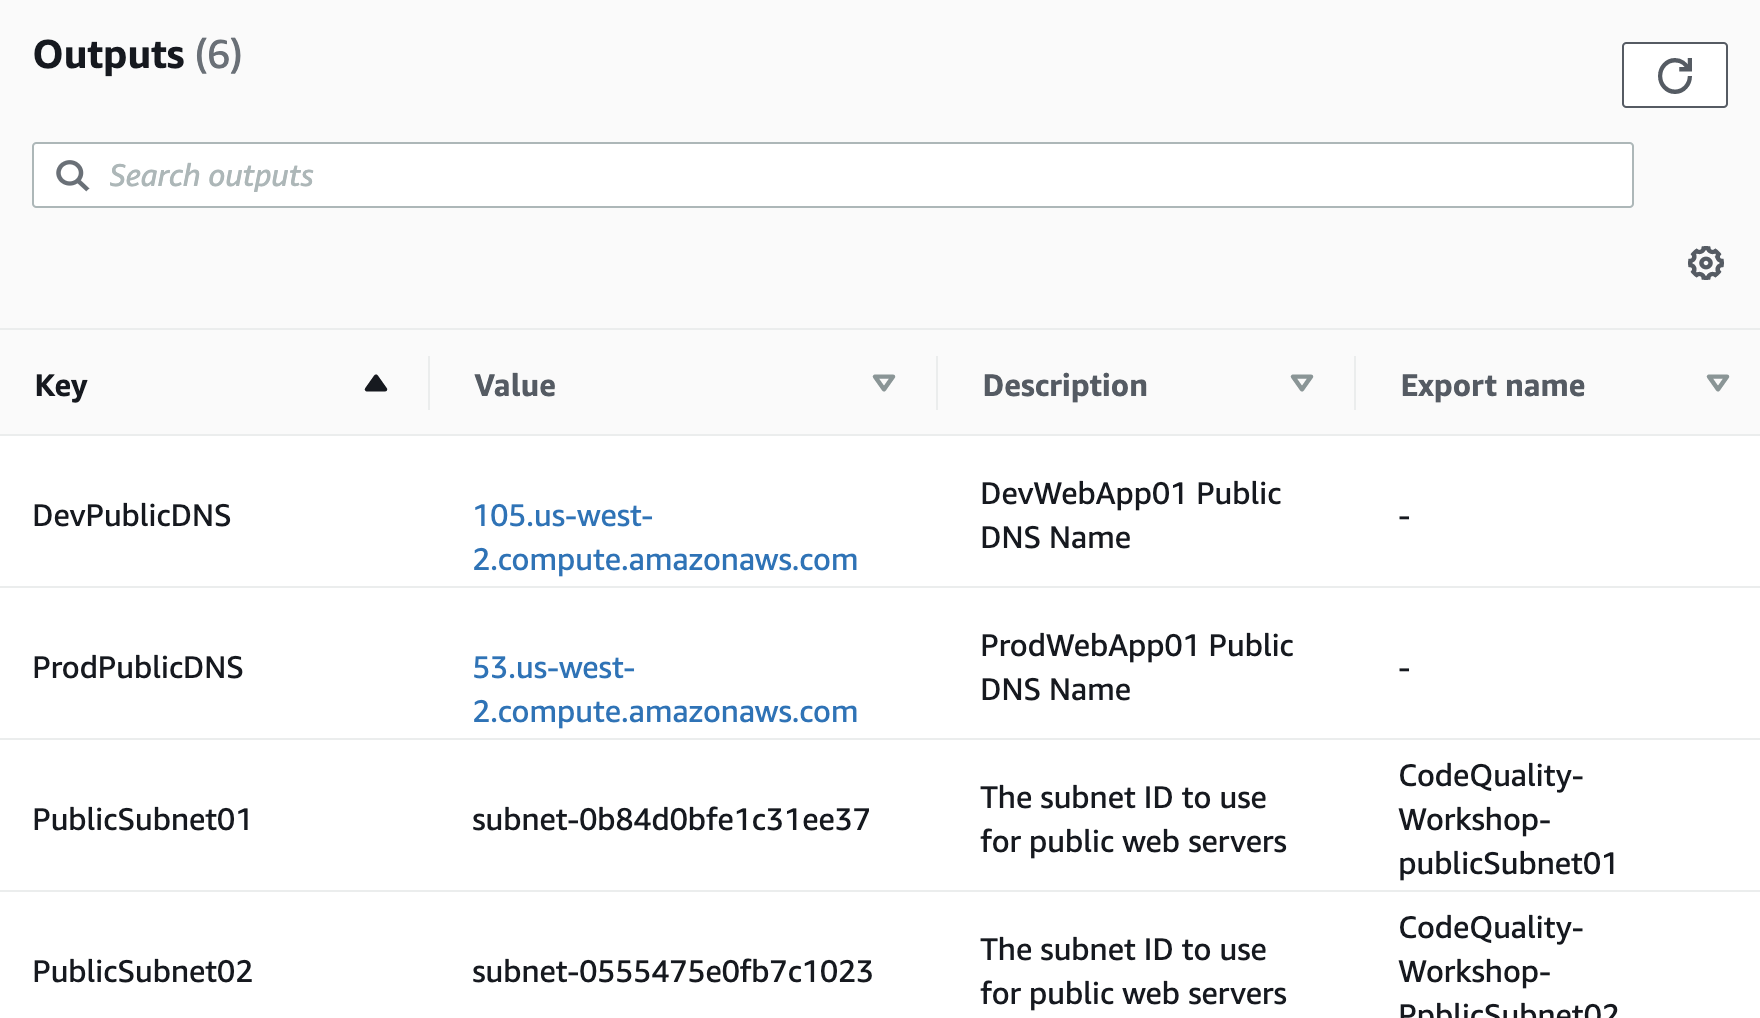 Outputs (6)
Search outputs
Key Value Description Export name
DevPublicDNS
105.us-west-
2.compute.amazonaws.com
DevWebApp01 Public
DNS Name
-
ProdPublicDNS
53.us-west-
2.compute.amazonaws.com
ProdWebApp01 Public
DNS Name
-
PublicSubnet01
subnet-0b84d0bfe1c31ee37
The subnet ID to use
for public web servers
CodeQuality-
Workshop-
publicSubnet01
PublicSubnet02
subnet-0555475e0fb7c1023
The subnet ID to use
for public web servers
CodeQuality-
Workshop-
PpblicSubnet02